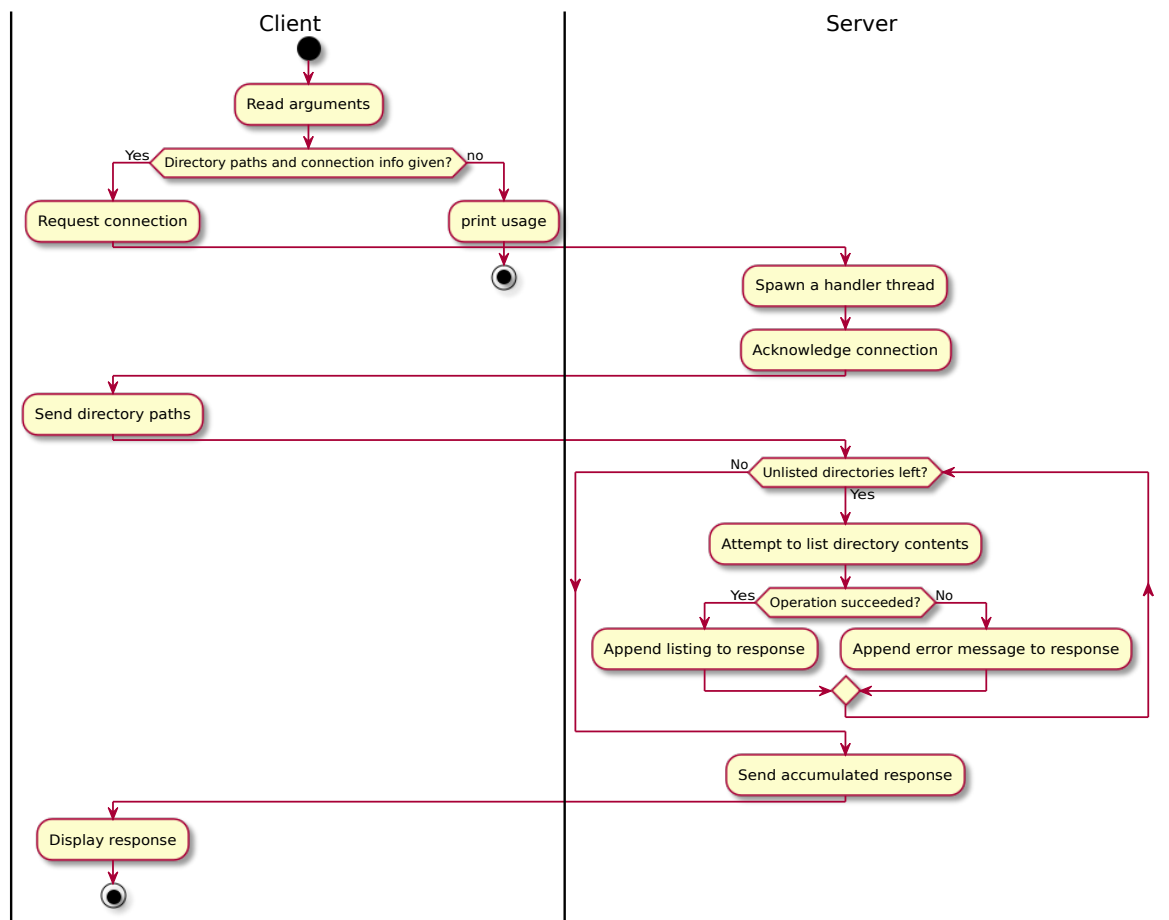 Client
Server
Read arguments
Yes
Directory paths and connection info given?
no
Request connection
print usage
Spawn a handler thread
Acknowledge connection
Send directory paths
No
Unlisted directories left?
Yes
Attempt to list directory contents
Yes
Operation succeeded?
No
Append listing to response
Append error message to response
Send accumulated response
Display response